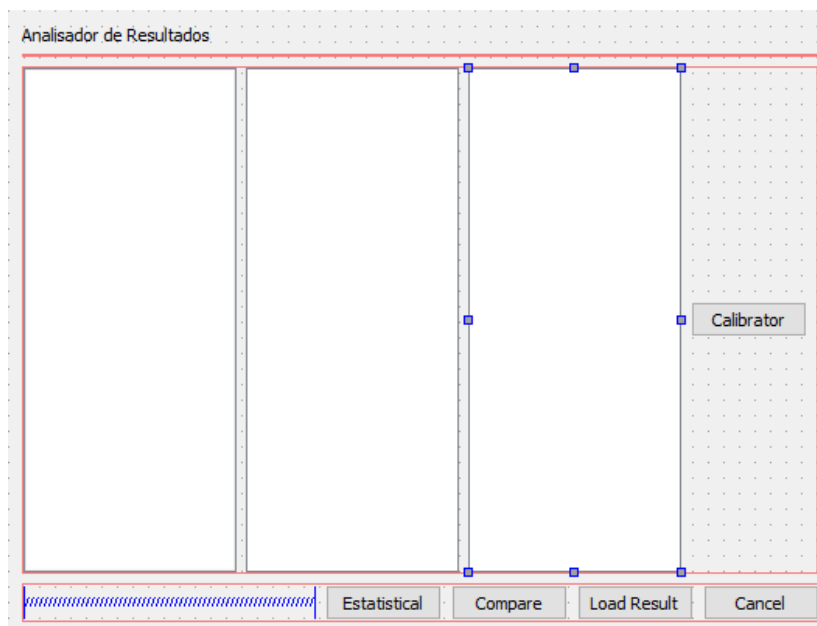 Analisador de Resultados
Calibrator
Estatistical Compare Load Result Cancel